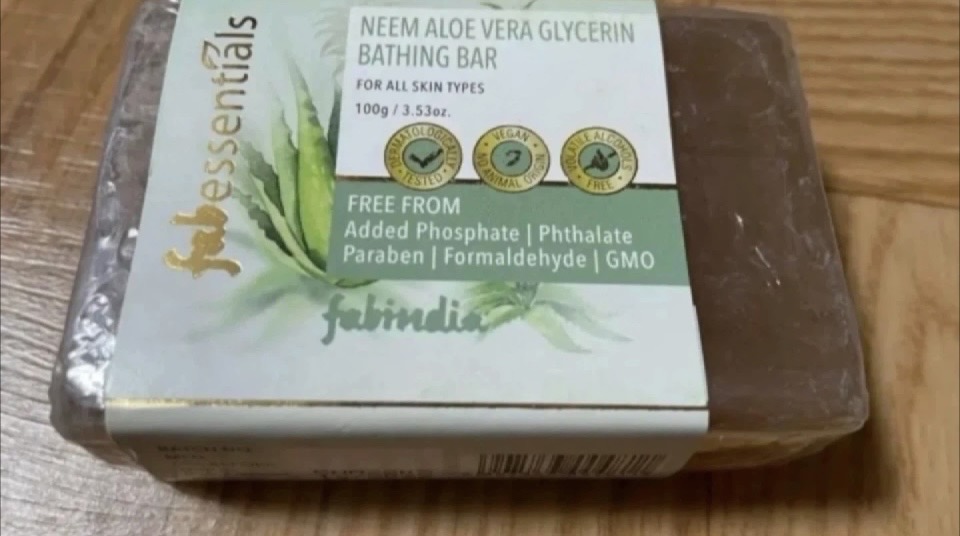 fabessentials
NEEM ALOE VERA GLYCERIN
BATHING BAR
FOR ALL SKIN TYPES
100g / 3.53oz.
DERMATOLOGICALLY TESTED
VEGAN NO ANIMAL ORIGIN
VOLATILE ALCOHOL FREE
FREE FROM
Added Phosphate | Phthalate
Paraben | Formaldehyde | GMO
fabindia